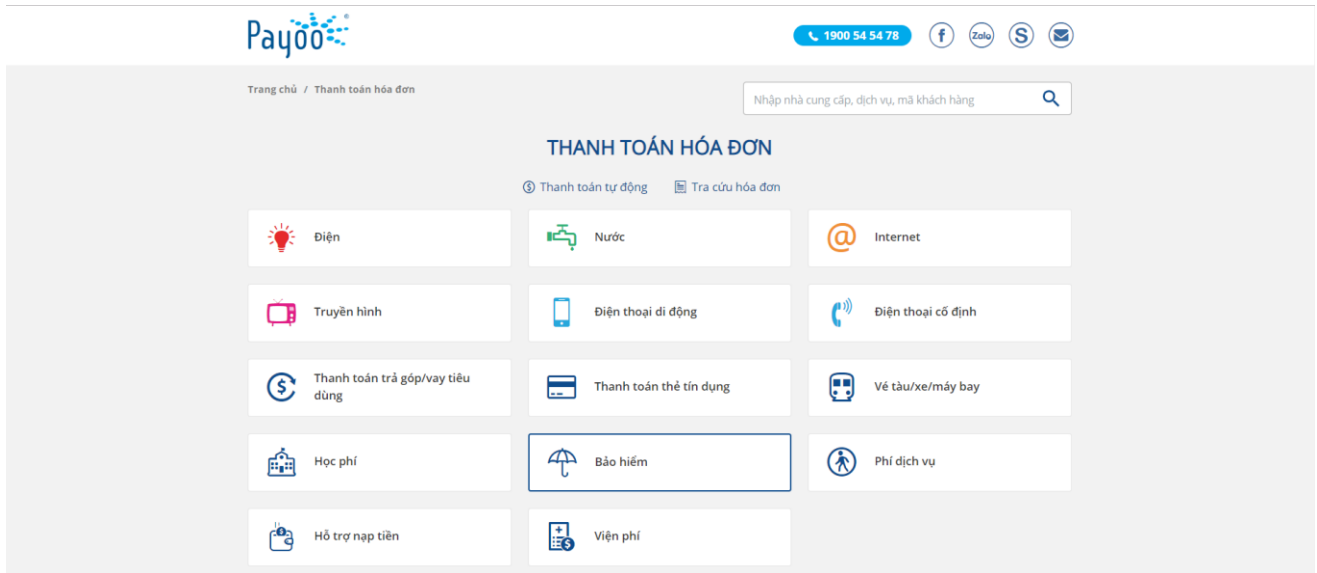 Payoo
1900 54 54 78
f
Zalo
S
Trang chủ / Thanh toán hóa đơn
Nhập nhà cung cấp, dịch vụ, mã khách hàng
THANH TOÁN HÓA ĐƠN
Thanh toán tự động
Tra cứu hóa đơn
Điện
Nước
Internet
Truyền hình
Điện thoại di động
Điện thoại cố định
Thanh toán trả góp/vay tiêu
dùng
Thanh toán thẻ tín dụng
Vé tàu/xe/máy bay
Học phí
Bảo hiểm
Phí dịch vụ
Hỗ trợ nạp tiền
Viện phí